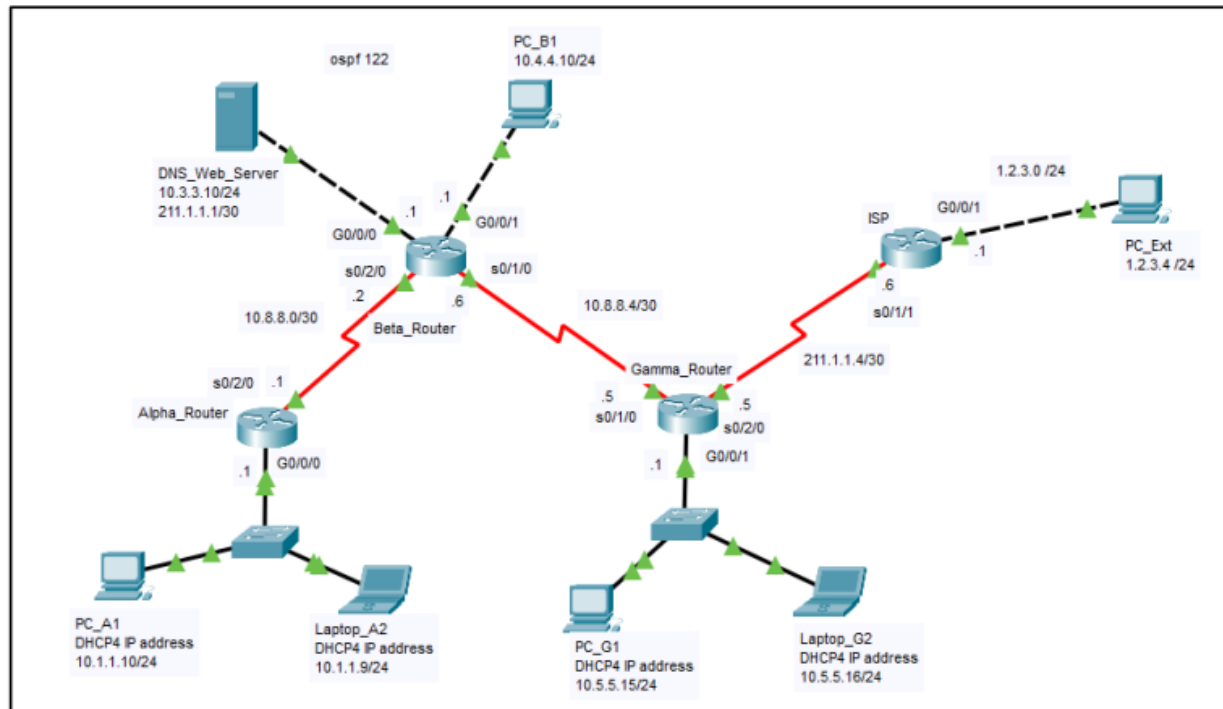 ospf 122
PC_B1
10.4.4.10/24
DNS_Web_Server
10.3.3.10/24
211.1.1.1/30
.1
.1
G0/0/0
G0/0/1
s0/2/0
.2
s0/1/0
.6
Beta_Router
10.8.8.0/30
10.8.8.4/30
1.2.3.0 /24
ISP
G0/0/1
.1
PC_Ext
1.2.3.4 /24
.6
s0/1/1
211.1.1.4/30
s0/2/0
.1
Alpha_Router
.1
G0/0/0
Gamma_Router
.5
s0/1/0
.5
s0/2/0
.1
G0/0/1
PC_A1
DHCP4 IP address
10.1.1.10/24
Laptop_A2
DHCP4 IP address
10.1.1.9/24
PC_G1
DHCP4 IP address
10.5.5.15/24
Laptop_G2
DHCP4 IP address
10.5.5.16/24